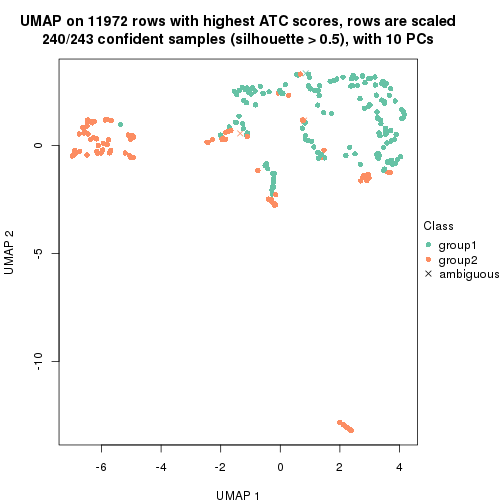 UMAP on 11972 rows with highest ATC scores, rows are scaled
240/243 confident samples (silhouette > 0.5), with 10 PCs
0
-5
-10
UMAP 2
-6
-4
-2
0
2
4
UMAP 1
Class
group1
group2
ambiguous